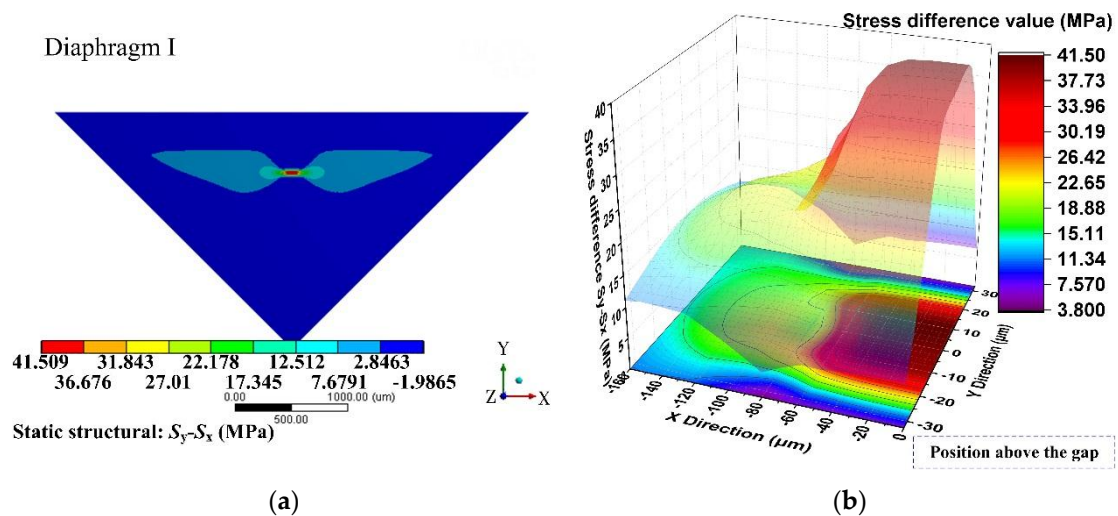 Diaphragm I
41.509 31.843 22.178 12.512 2.8463
36.676 27.01 17.345 7.6791 -1.9865
0.00 1000.00 (um)
500.00
Y
Z X
Static structural: Sy-Sx (MPa)
(a)
Stress difference value (MPa)
41.50
37.73
33.96
30.19
26.42
22.65
18.88
15.11
11.34
7.570
3.800
Stress difference Sy-Sx (MPa)
40
35
30
25
20
15
10
5
-160 -140 -120 -100 -80 -60 -40 -20 0
X Direction (μm)
30
20
10
0
-10
-20
-30
Y Direction (μm)
Position above the gap
(b)